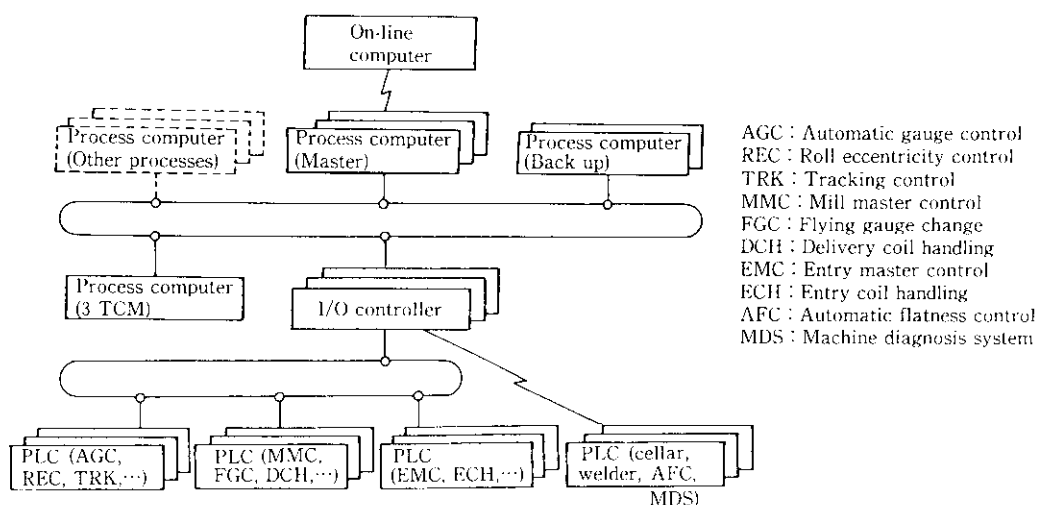 On-line
computer
Process computer
(Other processes)
Process computer
(Master)
Process computer
(Back up)
Process computer
(3 TCM)
I/O controller
PLC (AGC,
REC, TRK,…)
PLC (MMC,
FGC, DCH,…)
PLC
(EMC, ECH,…)
PLC (cellar,
welder, AFC,
MDS)
AGC : Automatic gauge control
REC : Roll eccentricity control
TRK : Tracking control
MMC : Mill master control
FGC : Flying gauge change
DCH : Delivery coil handling
EMC : Entry master control
ECH : Entry coil handling
AFC : Automatic flatness control
MDS : Machine diagnosis system